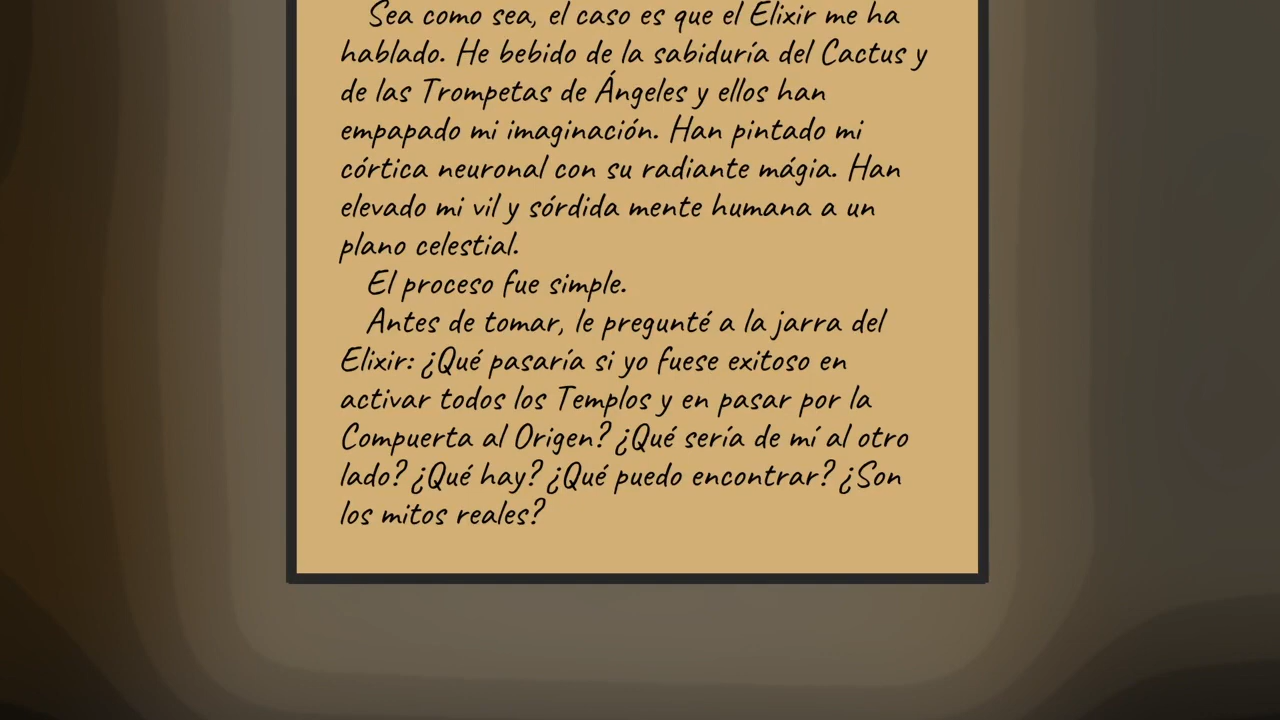 Sea como sea, el caso es que el Elixir me ha
hablado. He bebido de la sabiduría del Cactus y
de las Trompetas de Ángeles y ellos han
empapado mi imaginación. Han pintado mi
córtica neuronal con su radiante mágia. Han
elevado mi vil y sórdida mente humana a un
plano celestial.
El proceso fue simple.
Antes de tomar, le pregunté a la jarra del
Elixir: ¿Qué pasaría si yo fuese exitoso en
activar todos los Templos y en pasar por la
Compuerta al Origen? ¿Qué sería de mí al otro
lado? ¿Qué hay? ¿Qué puedo encontrar? ¿Son
los mitos reales?